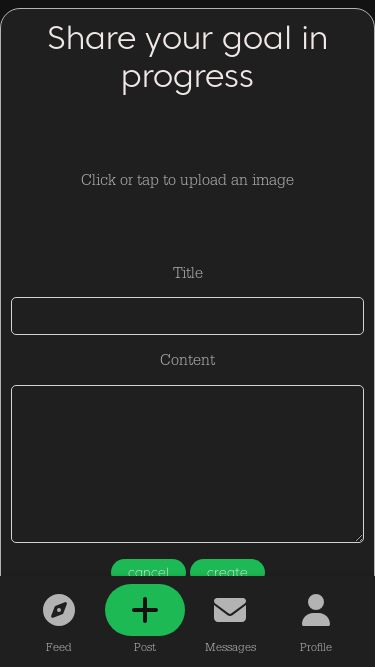 Share your goal in
progress
Click or tap to upload an image
Title
Content
cancel create
Feed Post Messages Profile